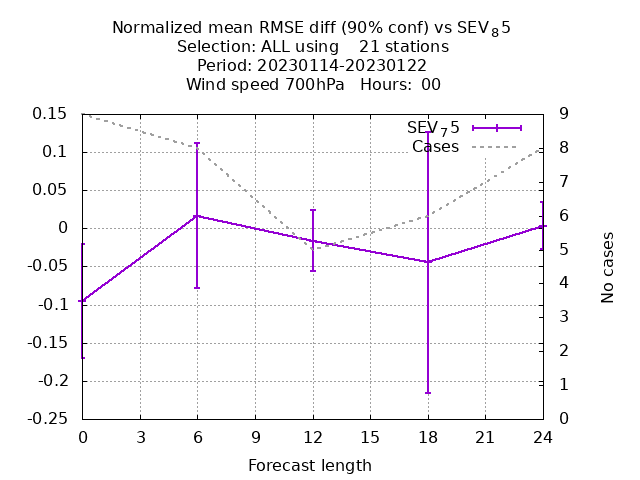 Normalized mean RMSE diff (90% conf) vs SEV₈5
Selection: ALL using    21 stations
Period: 20230114-20230122
Wind speed 700hPa   Hours:  00
SEV₇5
Cases
0.15
0.1
0.05
0
-0.05
-0.1
-0.15
-0.2
-0.25
9
8
7
6
5
4
3
2
1
0
No cases
0 3 6 9 12 15 18 21 24
Forecast length